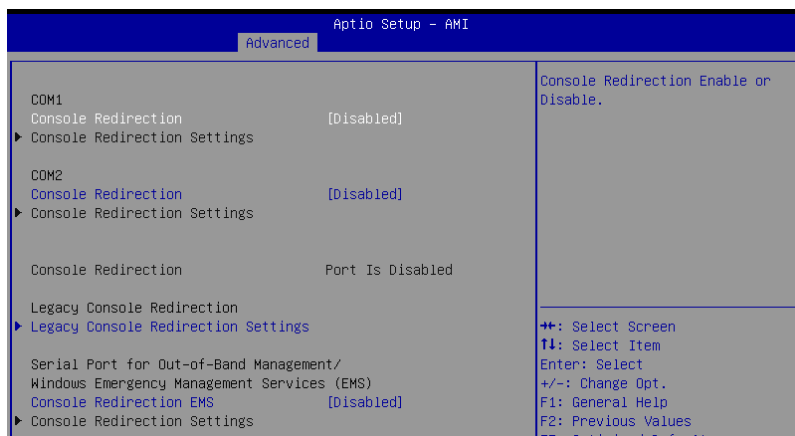 Aptio Setup – AMI
Advanced
COM1
Console Redirection [Disabled]
Console Redirection Settings
COM2
Console Redirection [Disabled]
Console Redirection Settings
Console Redirection Port Is Disabled
Legacy Console Redirection
Legacy Console Redirection Settings
Serial Port for Out-of-Band Management/
Windows Emergency Management Services (EMS)
Console Redirection EMS [Disabled]
Console Redirection Settings
Console Redirection Enable or
Disable.
→←: Select Screen
↑↓: Select Item
Enter: Select
+/-: Change Opt.
F1: General Help
F2: Previous Values